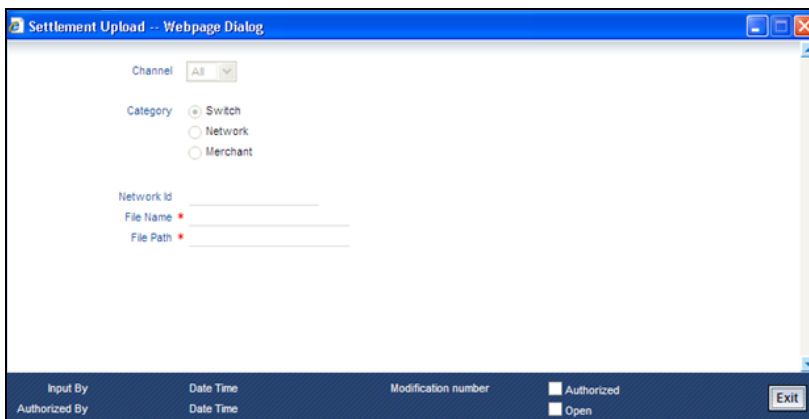 Settlement Upload -- Webpage Dialog
Channel All
Category Switch
Network
Merchant
Network Id
File Name *
File Path *
Input By Date Time Modification number Authorized
Authorized By Date Time Open
Exit